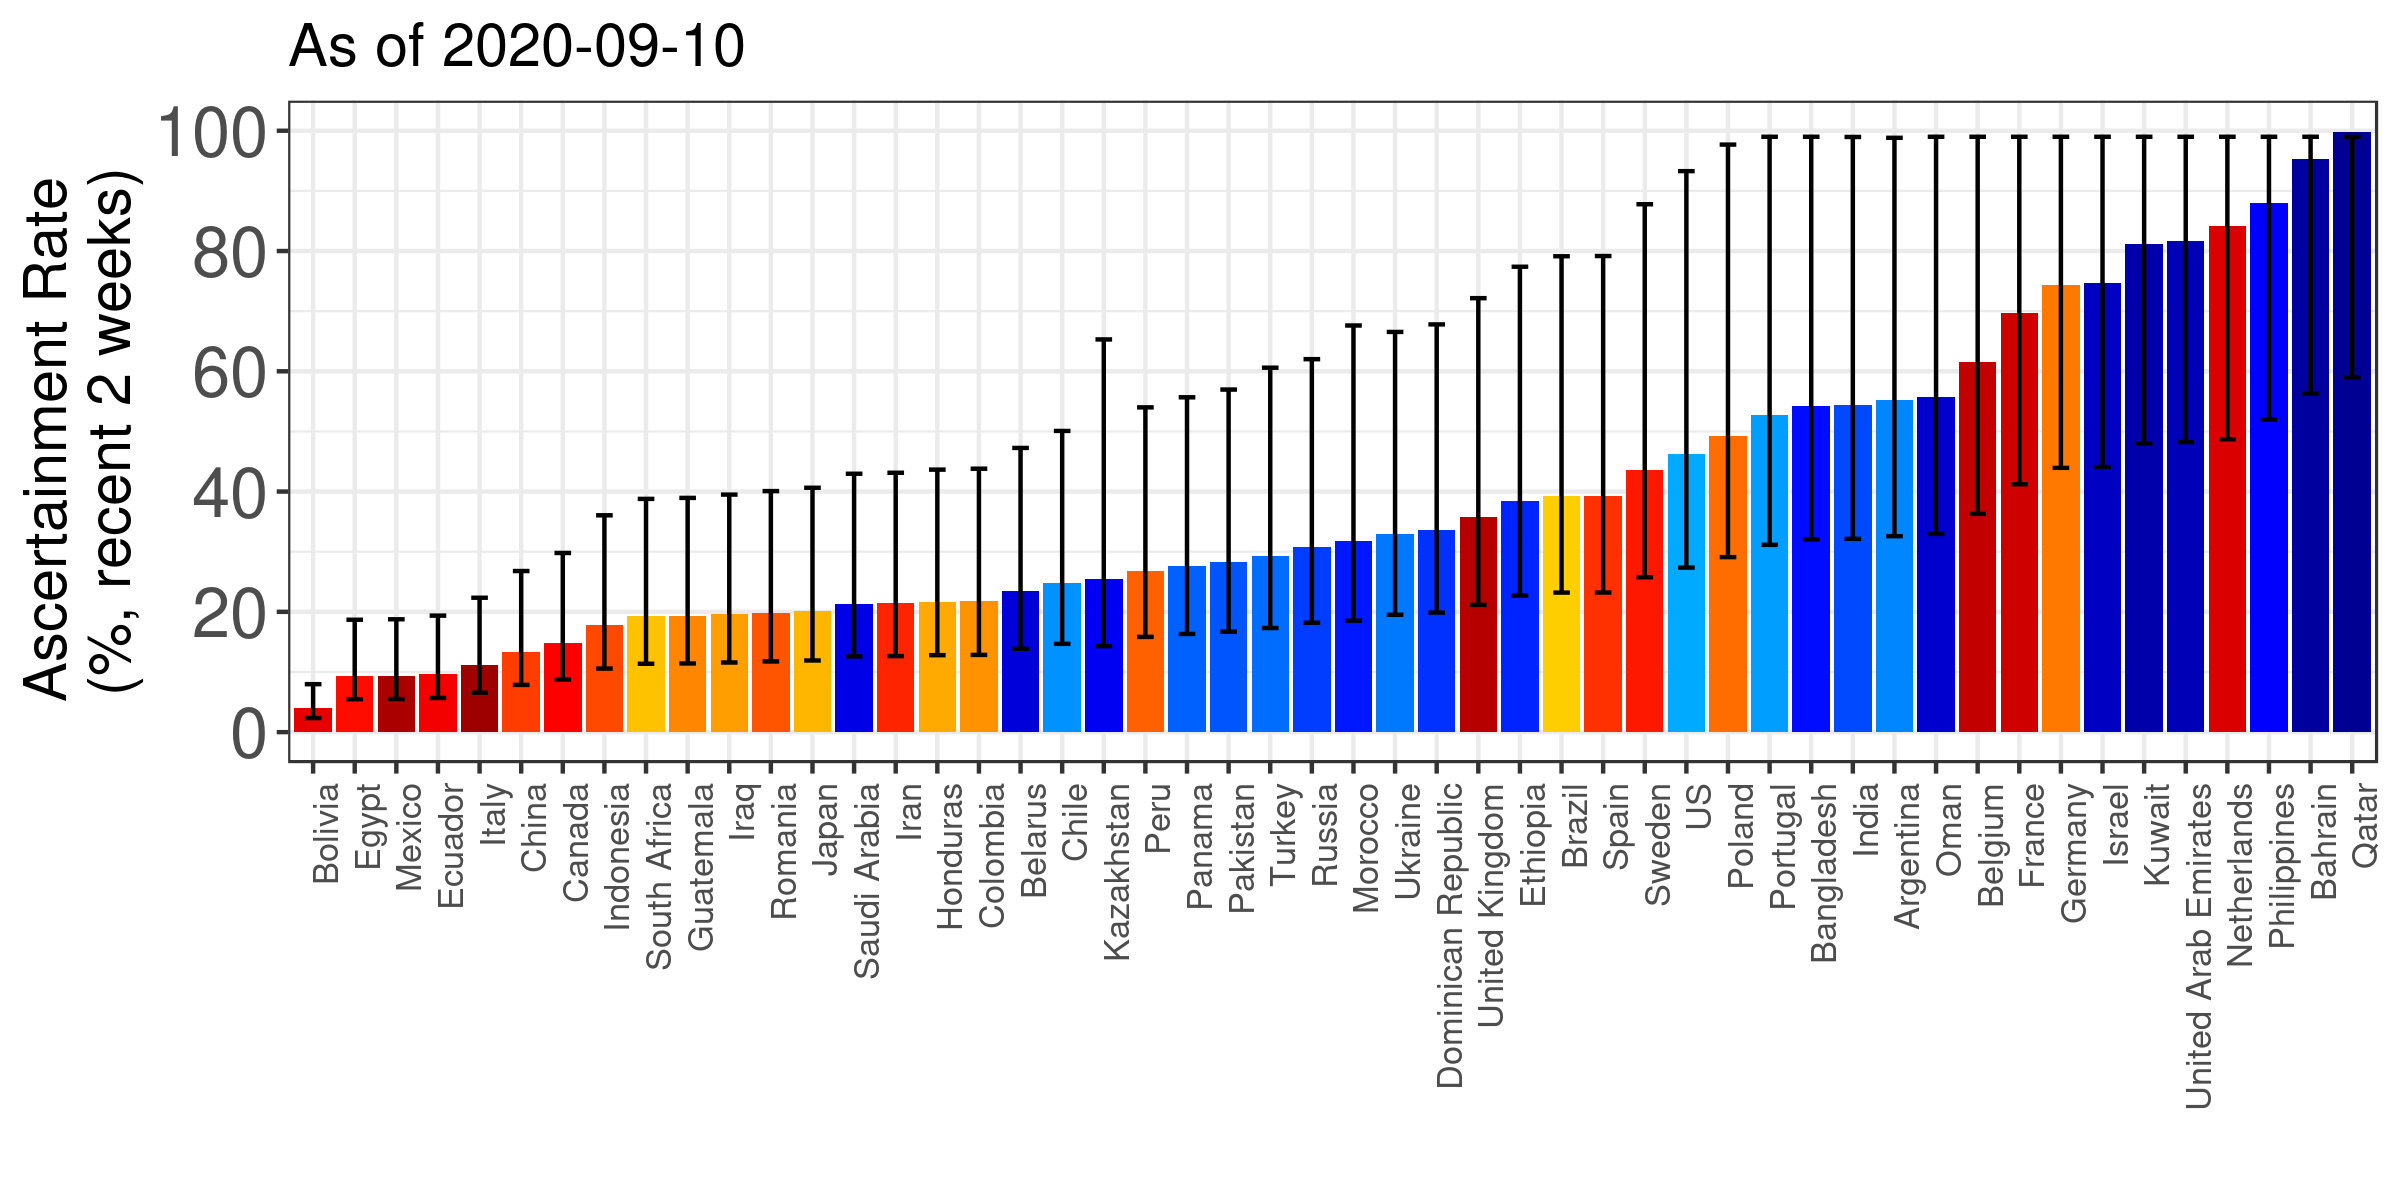 As of 2020-09-10
Ascertainment Rate
(%, recent 2 weeks)
100
80
60
40
20
0
Bolivia
Egypt
Mexico
Ecuador
Italy
China
Canada
Indonesia
South Africa
Guatemala
Iraq
Romania
Japan
Saudi Arabia
Iran
Honduras
Colombia
Belarus
Chile
Kazakhstan
Peru
Panama
Pakistan
Turkey
Russia
Morocco
Ukraine
Dominican Republic
United Kingdom
Ethiopia
Brazil
Spain
Sweden
US
Poland
Portugal
Bangladesh
India
Argentina
Oman
Belgium
France
Germany
Israel
Kuwait
United Arab Emirates
Netherlands
Philippines
Bahrain
Qatar